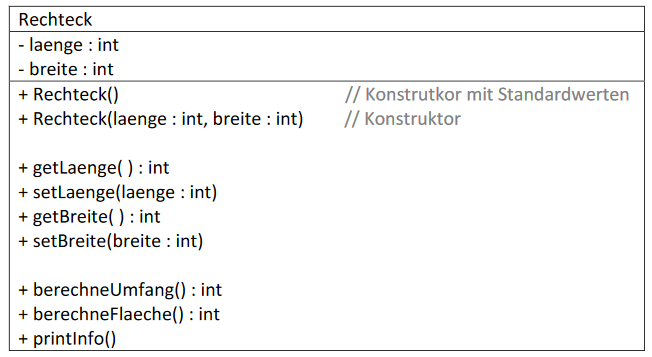 Rechteck
- laenge : int
- breite : int
+ Rechteck() // Konstrutkor mit Standardwerten
+ Rechteck(laenge : int, breite : int) // Konstruktor
+ getLaenge( ) : int
+ setLaenge(laenge : int)
+ getBreite( ) : int
+ setBreite(breite : int)
+ berechneUmfang() : int
+ berechneFlaeche() : int
+ printInfo()